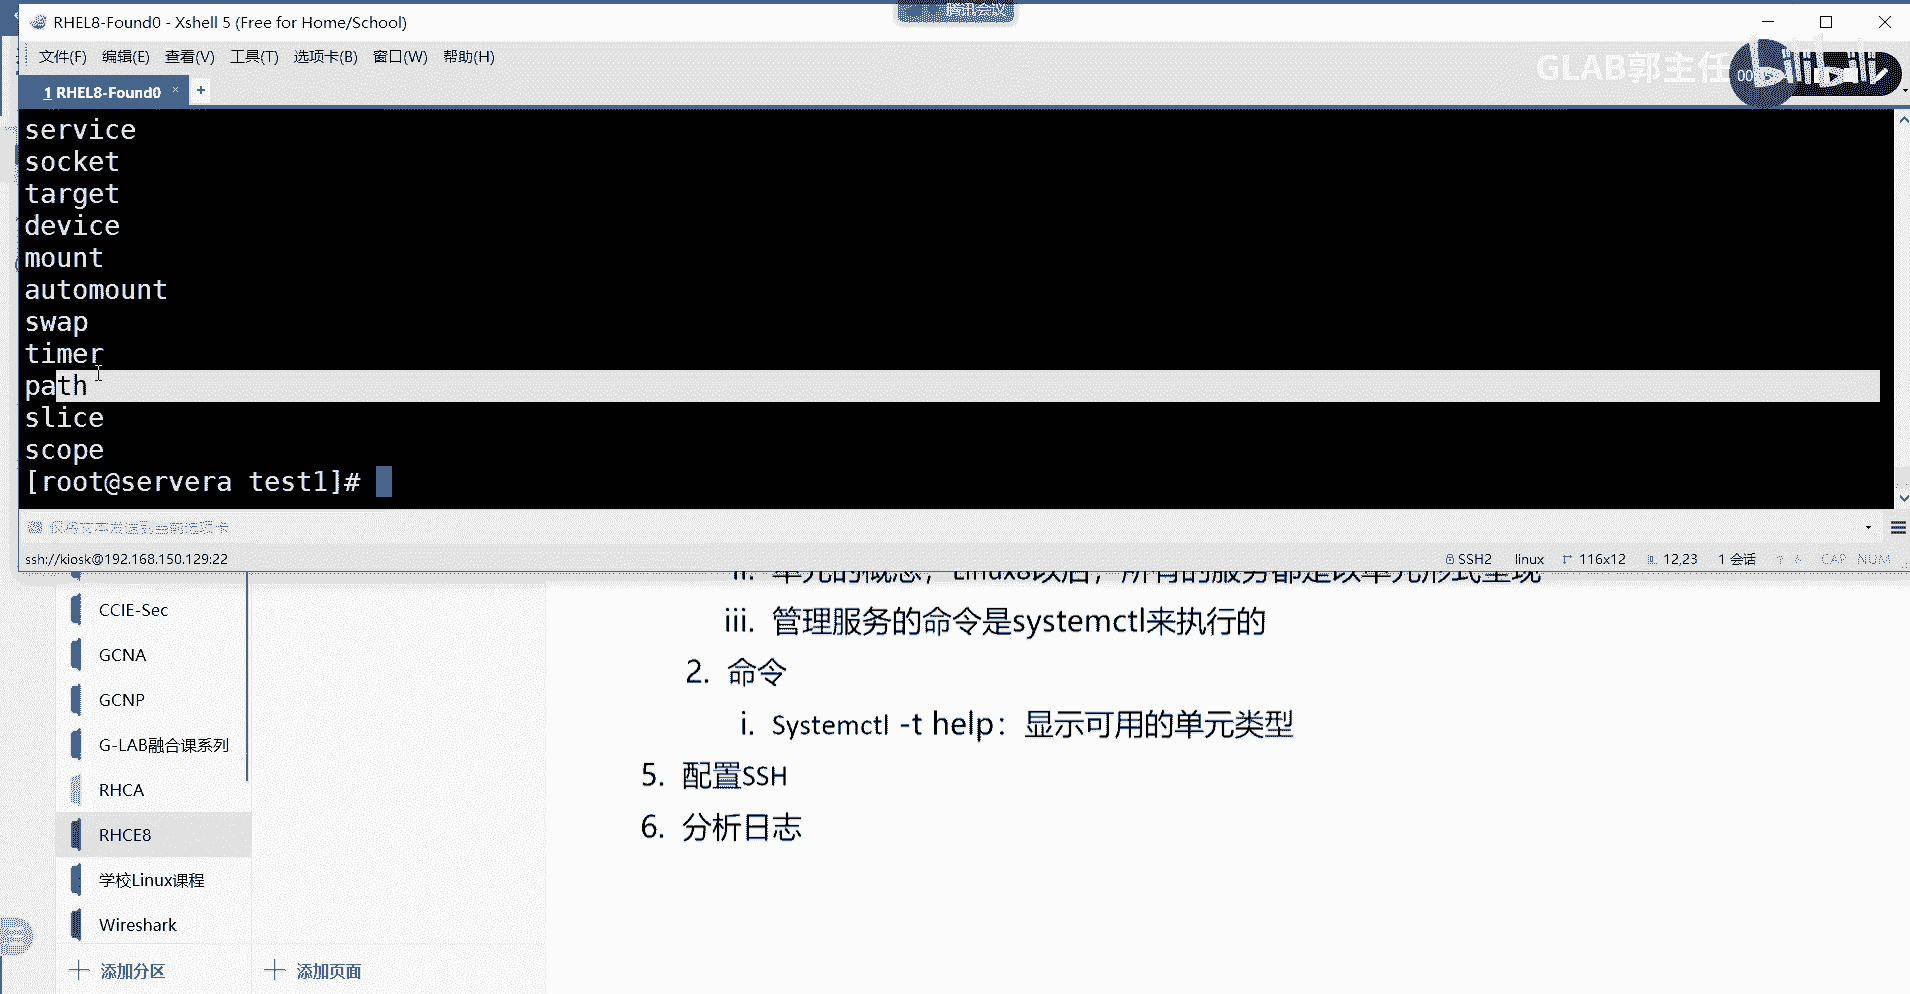 腾讯会议
RHEL8-Found0 - Xshell 5 (Free for Home/School)
文件(F) 编辑(E) 查看(V) 工具(T) 选项卡(B) 窗口(W) 帮助(H)
GLAB郭主任
bilibili
1 RHEL8-Found0 × +
service
socket
target
device
mount
automount
swap
timer
path
slice
scope
[root@servera test1]#
仅将文本发送到当前选项卡
ssh://kiosk@192.168.150.129:22
SSH2 linux 116x12 12,23 1 会话 CAP NUM
ii. 单元的概念，Linux8以后，所有的服务都是以单元形式呈现
iii. 管理服务的命令是systemctl来执行的
2. 命令
i. Systemctl -t help：显示可用的单元类型
5. 配置SSH
6. 分析日志
CCIE-Sec
GCNA
GCNP
G-LAB融合课系列
RHCA
RHCE8
学校Linux课程
Wireshark
添加分区
添加页面